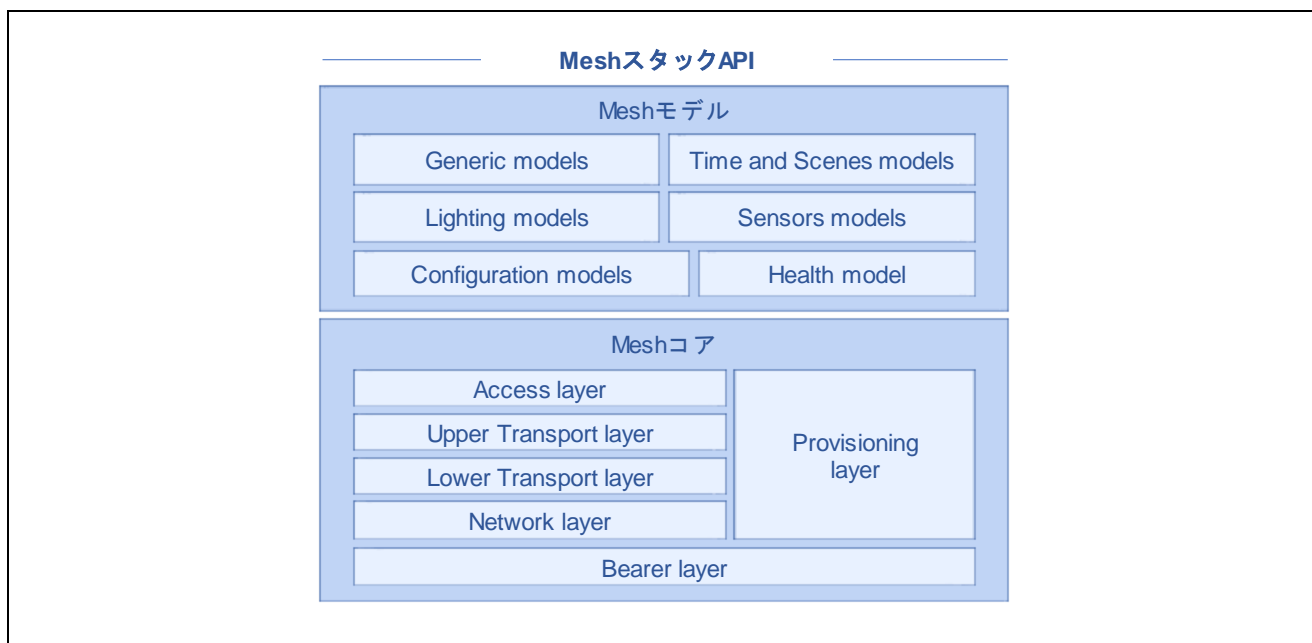 MeshスタックAPI
Meshモデル
Generic models
Time and Scenes models
Lighting models
Sensors models
Configuration models
Health model
Meshコア
Access layer
Upper Transport layer
Lower Transport layer
Network layer
Provisioning
layer
Bearer layer